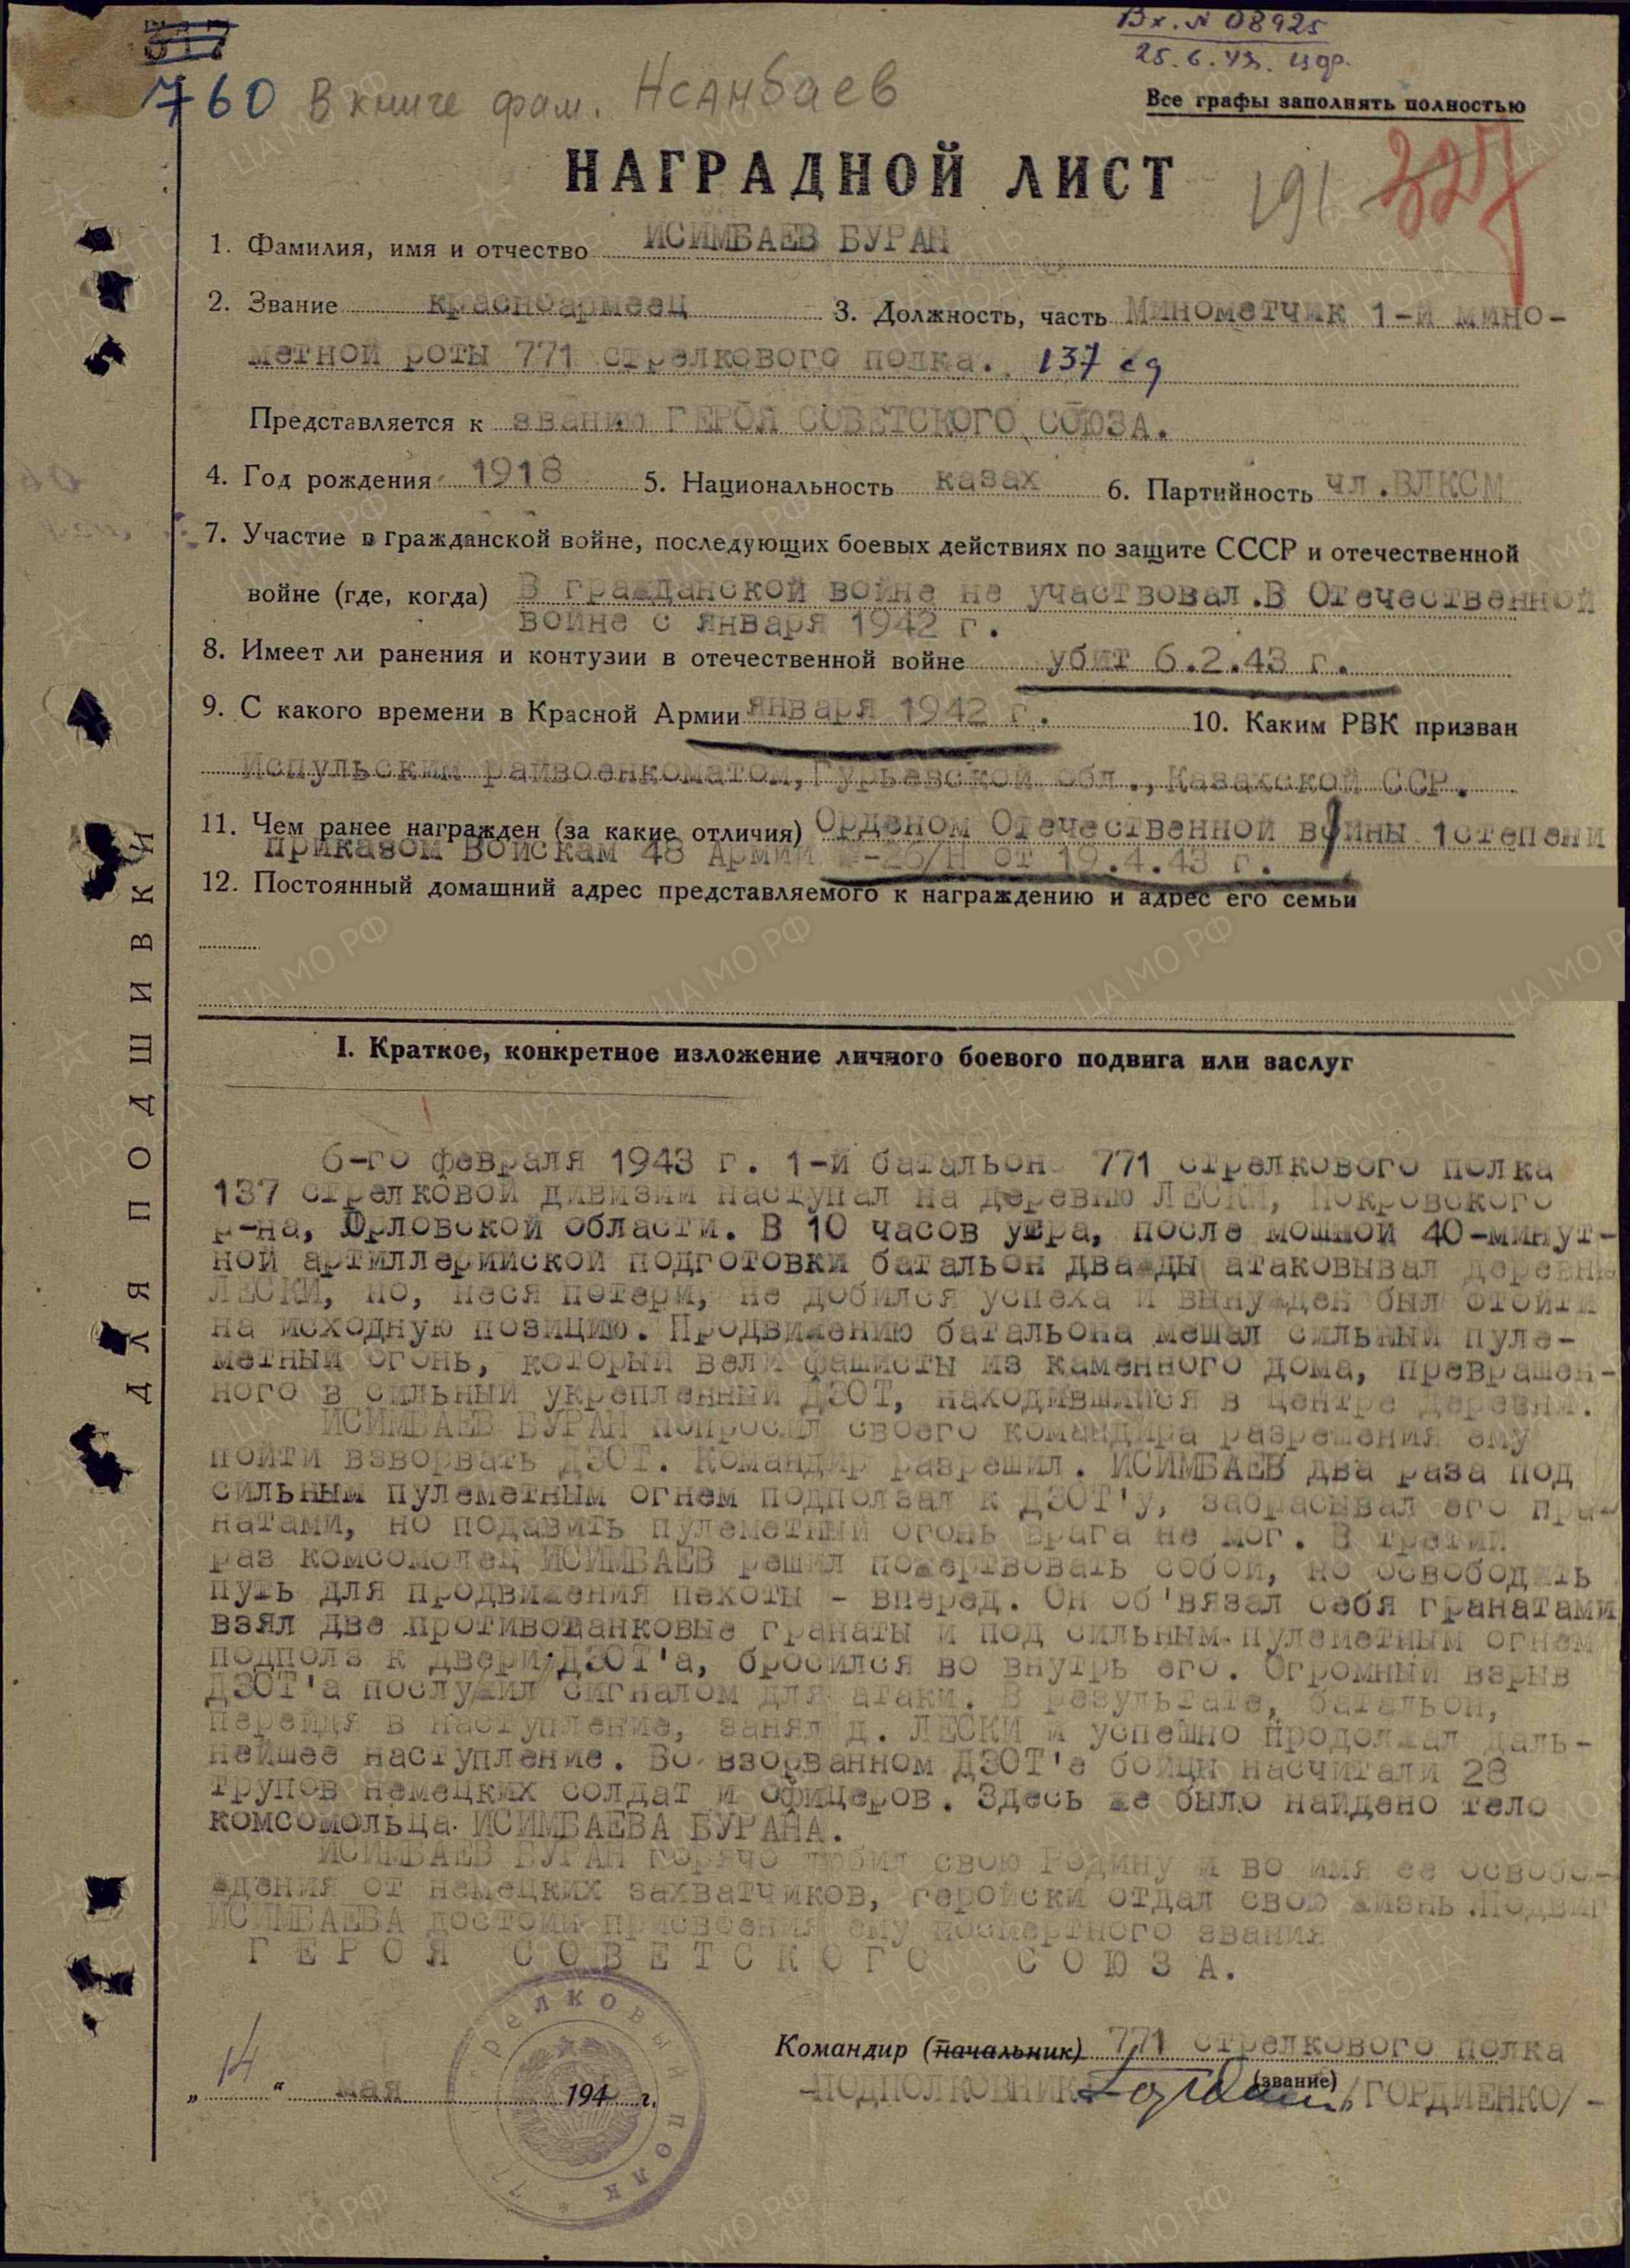 317
Вх. № 08925
25.6.43.
760 В книге фам. Нсанбаев
Все графы заполнять полностью
НАГРАДНОЙ ЛИСТ
191 327
1. Фамилия, имя и отчество ИСИМБАЕВ БУРАН
2. Звание красноармеец 3. Должность, часть Минометчик 1-й мино-
метной роты 771 стрелкового полка. 137 сд
Представляется к званию ГЕРОЯ СОВЕТСКОГО СОЮЗА.
4. Год рождения 1918 5. Национальность казах 6. Партийность чл.ВЛКСМ
7. Участие в гражданской войне, последующих боевых действиях по защите СССР и отечественной
войне (где, когда) В гражданской войне не участвовал.В Отечественной
войне с января 1942 г.
8. Имеет ли ранения и контузии в отечественной войне убит 6.2.43 г.
9. С какого времени в Красной Армии января 1942 г. 10. Каким РВК призван
Испульским райвоенкоматом, Гурьевской обл., Казахской ССР.
11. Чем ранее награжден (за какие отличия) Орденом Отечественной войны 1степени
приказом Войскам 48 Армии №-25/Н от 19.4.43 г.
12. Постоянный домашний адрес представляемого к награждению и адрес его семьи
I. Краткое, конкретное изложение личного боевого подвига или заслуг
6-го февраля 1943 г. 1-й батальон 771 стрелкового полка
137 стрелковой дивизии наступал на деревню ЛЕСКИ, Покровского
р-на, Орловской области. В 10 часов утра, после мошной 40-минут-
ной артиллерийской подготовки батальон дважды атаковывал деревню
ЛЕСКИ, но, неся потери, не добился успеха и вынужден был отойти
на исходную позицию. Продвижению батальона мешал сильный пуле-
метный огонь, который вели фашисты из каменного дома, превращен-
ного в сильный укрепленный ДЗОТ, находившийся в центре деревни.
ИСИМБАЕВ БУРАН попросил своего командира разрешения ему
пойти взворвать ДЗОТ. Командир разрешил. ИСИМБАЕВ два раза под
сильным пулеметным огнем подползал к ДЗОТ'у, забрасывал его гра-
натами, но подавить пулеметный огонь врага не мог. В третий
раз комсомолец ИСИМБАЕВ решил пожертвовать собой, но освободить
путь для продвижения пехоты - вперед. Он об'вязал себя гранатами
взял две противотанковые гранаты и под сильным пулеметным огнем
подполз к двери ДЗОТ'а, бросился во внутрь его. Огромный взрыв
ДЗОТ'а послужил сигналом для атаки. В результате, батальон,
перейдя в наступление, занял д. ЛЕСКИ и успешно продолжал даль-
нейшее наступление. Во взорванном ДЗОТ'е бойцы насчитали 28
трупов немецких солдат и офицеров. Здесь же было найдено тело
комсомольца ИСИМБАЕВА БУРАНА.
ИСИМБАЕВ БУРАН горячо любил свою Родину и во имя ее освобо-
ждения от немецких захватчиков, геройски отдал свою жизнь.Подвиг
ИСИМБАЕВА достоин присвоения ему посмертного звания
ГЕРОЯ СОВЕТСКОГО СОЮЗА.
Командир (начальник) 771 стрелкового полка
(звание)
„14“ мая 194 г.
-ПОДПОЛКОВНИК /ГОРДИЕНКО/-
ДЛЯ ПОДШИВКИ